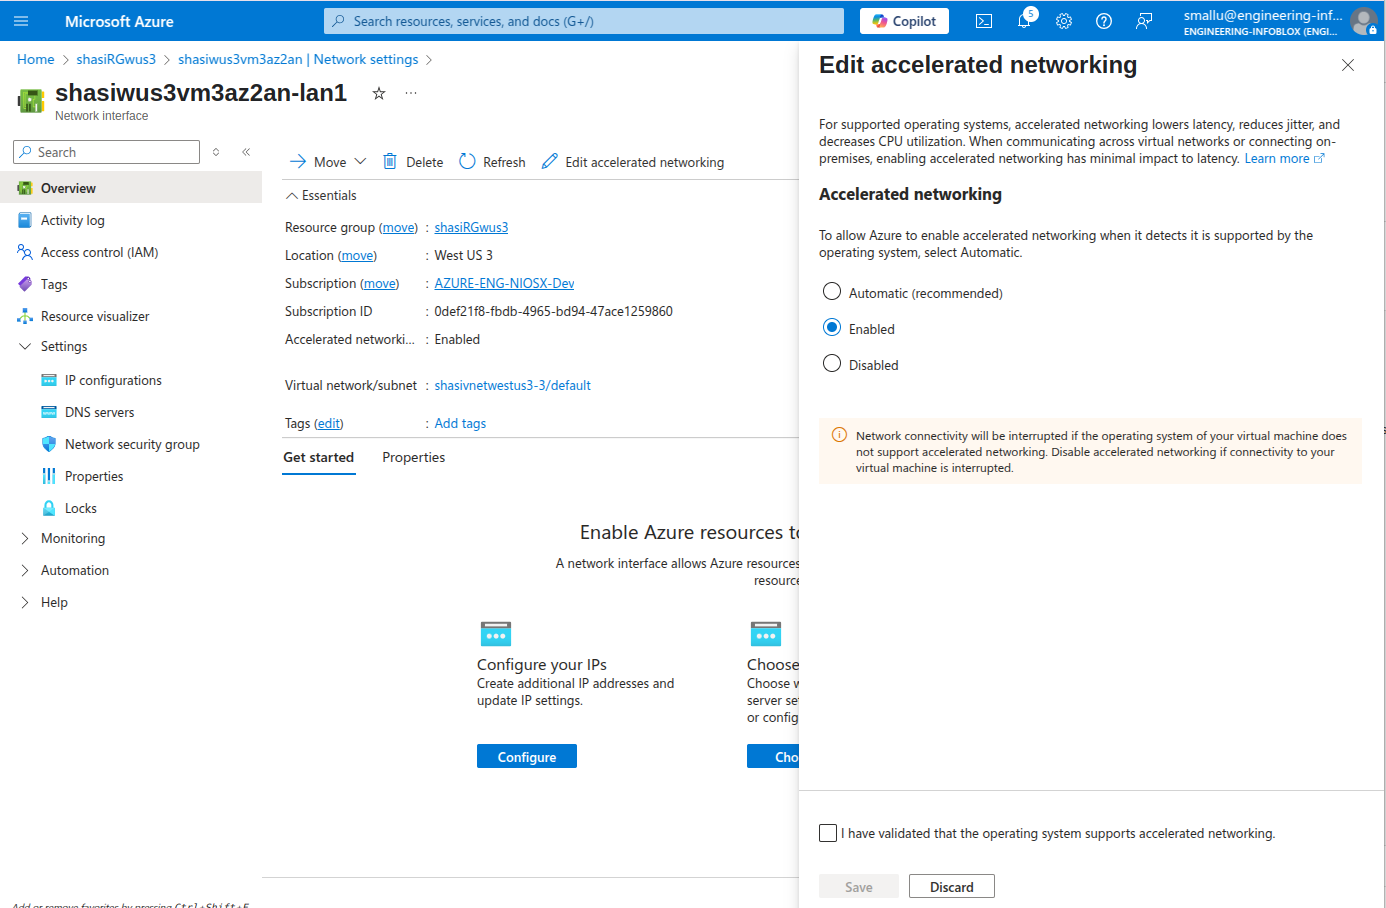 Microsoft Azure
Search resources, services, and docs (G+/)
Copilot
5
smallu@engineering-inf...
ENGINEERING-INFOBLOX (ENGI...
Home > shasiRGwus3 > shasiwus3vm3az2an | Network settings >
shasiwus3vm3az2an-lan1
Network interface
Search
Overview
Activity log
Access control (IAM)
Tags
Resource visualizer
Settings
IP configurations
DNS servers
Network security group
Properties
Locks
Monitoring
Automation
Help
Add or remove favorites by pressing Ctrl+Shift+F
Move
Delete
Refresh
Edit accelerated networking
Essentials
Resource group (move) : shasiRGwus3
Location (move) : West US 3
Subscription (move) : AZURE-ENG-NIOSX-Dev
Subscription ID : 0def21f8-fbdb-4965-bd94-47ace1259860
Accelerated networki... : Enabled
Virtual network/subnet : shasivnetwestus3-3/default
Tags (edit) : Add tags
Get started
Properties
Enable Azure resources to
A network interface allows Azure resources
resource
Configure your IPs
Create additional IP addresses and
update IP settings.
Configure
Choose
Choose
server se
or config
Cho
Edit accelerated networking
For supported operating systems, accelerated networking lowers latency, reduces jitter, and
decreases CPU utilization. When communicating across virtual networks or connecting on-
premises, enabling accelerated networking has minimal impact to latency. Learn more
Accelerated networking
To allow Azure to enable accelerated networking when it detects it is supported by the
operating system, select Automatic.
Automatic (recommended)
Enabled
Disabled
Network connectivity will be interrupted if the operating system of your virtual machine does
not support accelerated networking. Disable accelerated networking if connectivity to your
virtual machine is interrupted.
I have validated that the operating system supports accelerated networking.
Save
Discard